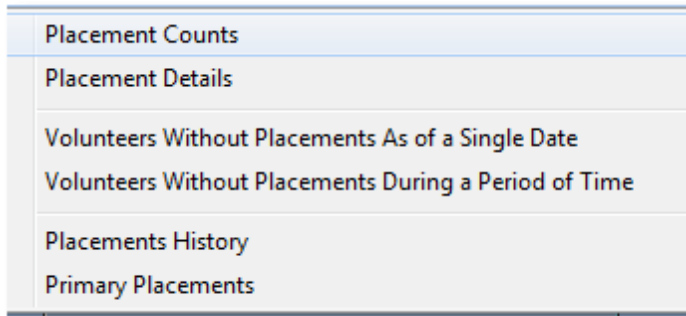 Placement Counts
Placement Details
Volunteers Without Placements As of a Single Date
Volunteers Without Placements During a Period of Time
Placements History
Primary Placements